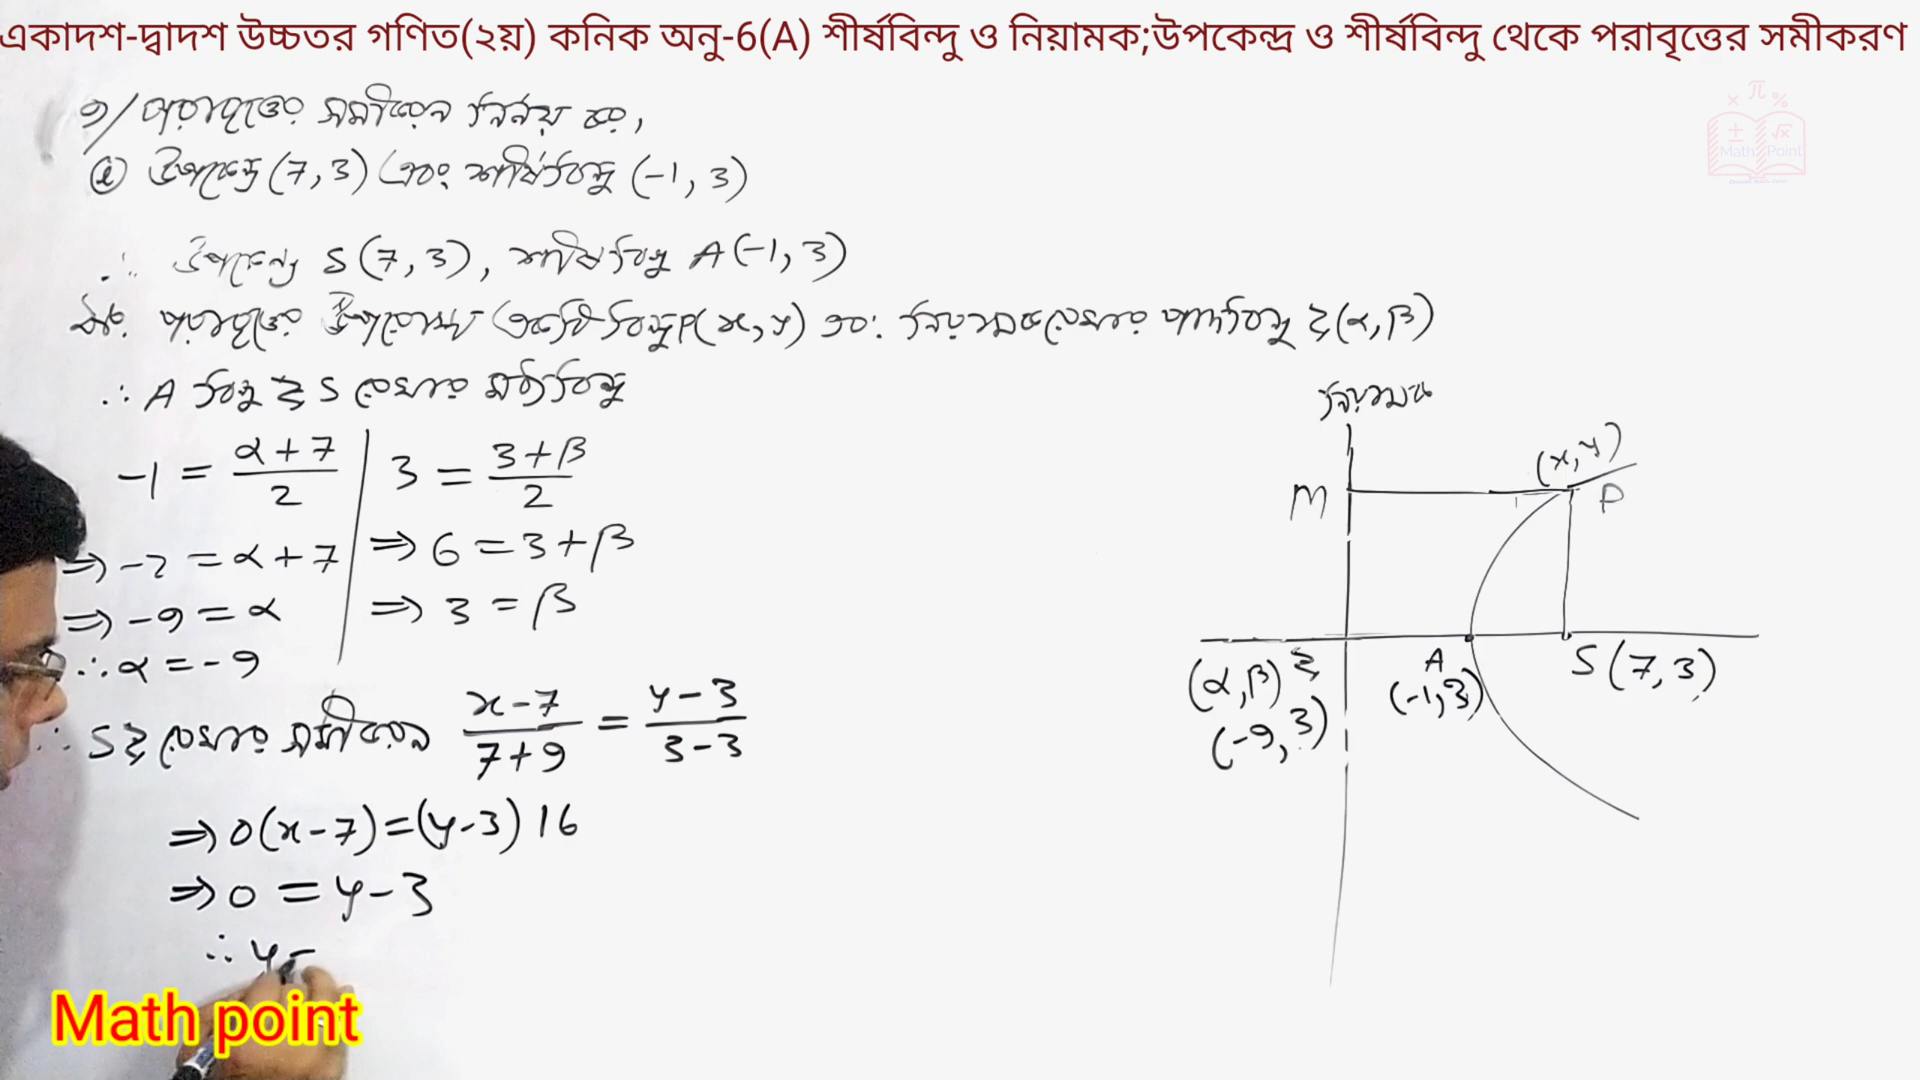 একাদশ-দ্বাদশ উচ্চতর গণিত(২য়) কনিক অনু-6(A) শীর্ষবিন্দু ও নিয়ামক;উপকেন্দ্র ও শীর্ষবিন্দু থেকে পরাবৃত্তের সমীকরণ
৩/ পরাবৃত্তের সমীকরণ নির্ণয় কর,
(i) উপকেন্দ্র (7, 3) এবং শীর্ষবিন্দু (-1, 3)
∴ উপকেন্দ্র S(7, 3), শীর্ষবিন্দু A(-1, 3)
পরাবৃত্তের উপরোস্থ একটি বিন্দু P(x, y) এবং নিয়ামকরেখার পাদবিন্দু Z(α, β)
∴ A বিন্দু ZS রেখার মধ্যবিন্দু
-1 = (α+7)/2 | 3 = (3+β)/2
⇒ -2 = α+7 | ⇒ 6 = 3+β
⇒ -9 = α | ⇒ 3 = β
∴ α = -9
∴ SZ রেখার সমীকরণ (x-7)/(7+9) = (y-3)/(3-3)
⇒ 0(x-7) = (y-3) 16
⇒ 0 = y-3
∴ y =
নিয়ামক
(x, y)
M P
(α, β) Z A S(7, 3)
(-9, 3) (-1, 3)
× π %
± √x
Math Point
Math point